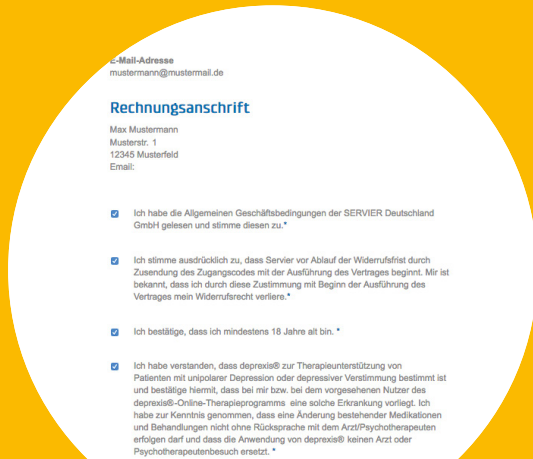 E-Mail-Adresse
mustermann@mustermail.de
Rechnungsanschrift
Max Mustermann
Musterstr. 1
12345 Musterfeld
Email:
Ich habe die Allgemeinen Geschäftsbedingungen der SERVIER Deutschland
GmbH gelesen und stimme diesen zu.*
Ich stimme ausdrücklich zu, dass Servier vor Ablauf der Widerrufsfrist durch
Zusendung des Zugangscodes mit der Ausführung des Vertrages beginnt. Mir ist
bekannt, dass ich durch diese Zustimmung mit Beginn der Ausführung des
Vertrages mein Widerrufsrecht verliere.*
Ich bestätige, dass ich mindestens 18 Jahre alt bin. *
Ich habe verstanden, dass deprexis® zur Therapieunterstützung von
Patienten mit unipolarer Depression oder depressiver Verstimmung bestimmt ist
und bestätige hiermit, dass bei mir bzw. bei dem vorgesehenen Nutzer des
deprexis®-Online-Therapieprogramms eine solche Erkrankung vorliegt. Ich
habe zur Kenntnis genommen, dass eine Änderung bestehender Medikationen
und Behandlungen nicht ohne Rücksprache mit dem Arzt/Psychotherapeuten
erfolgen darf und dass die Anwendung von deprexis® keinen Arzt oder
Psychotherapeutenbesuch ersetzt. *